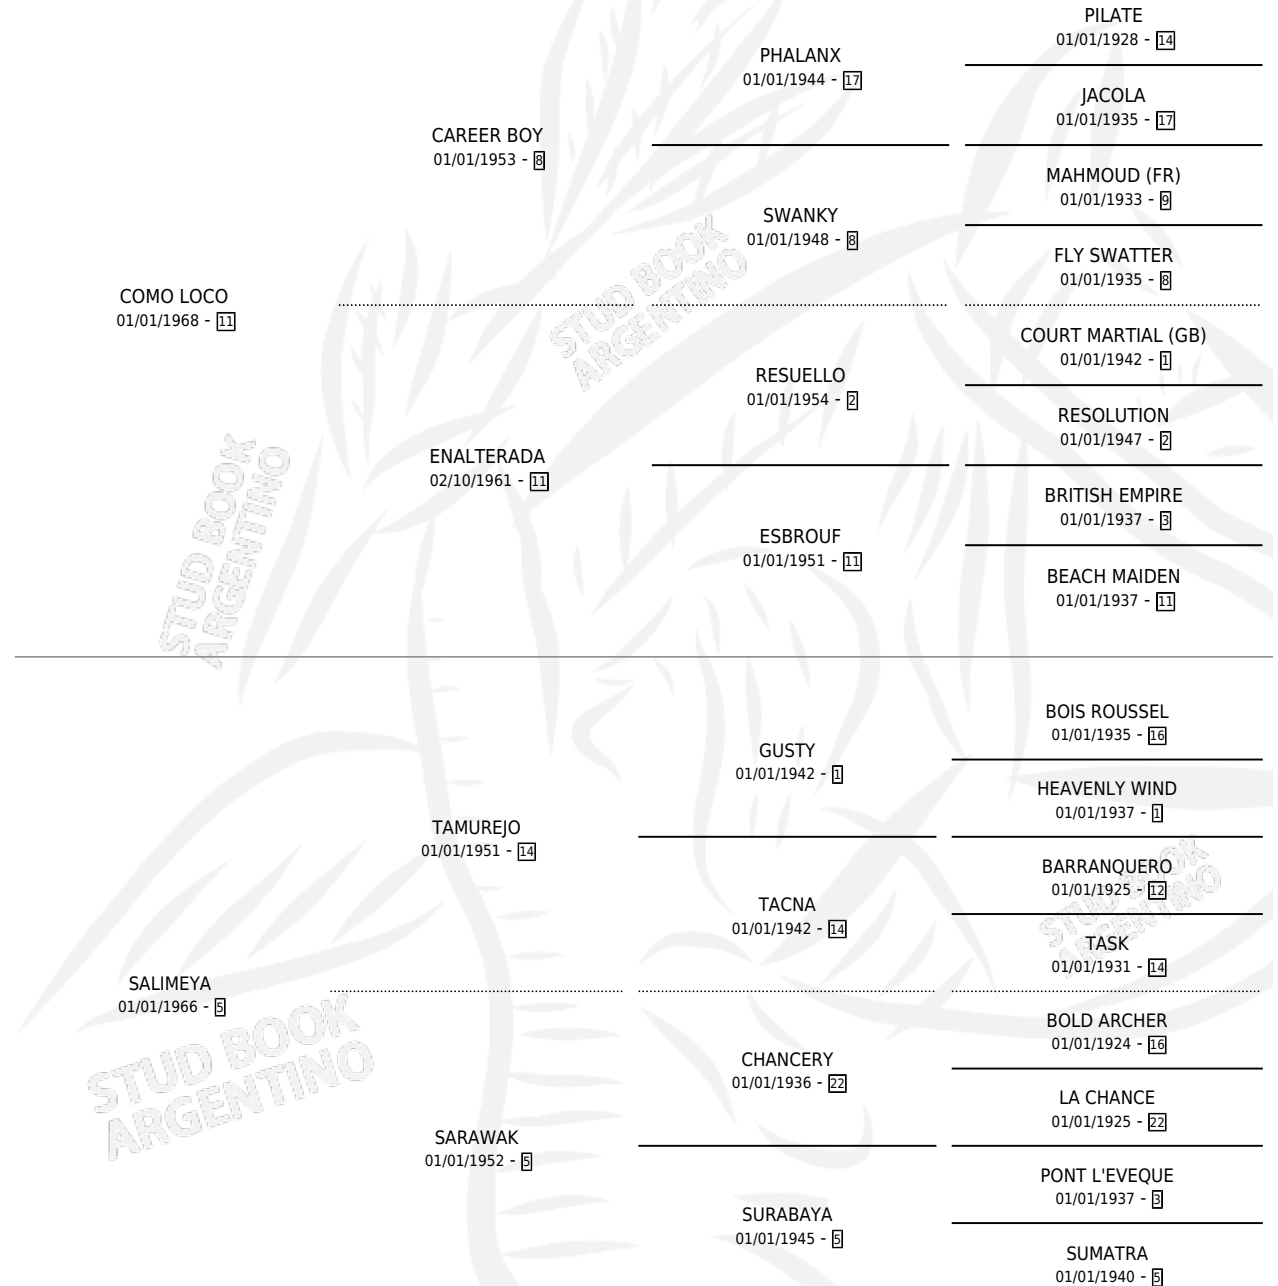 PILATE
01/01/1928 - 14
PHALANX
01/01/1944 - 17
JACOLA
01/01/1935 - 17
CAREER BOY
01/01/1953 - 8
MAHMOUD (FR)
01/01/1933 - 9
SWANKY
01/01/1948 - 8
FLY SWATTER
01/01/1935 - 8
COMO LOCO
01/01/1968 - 11
COURT MARTIAL (GB)
01/01/1942 - 1
RESUELLO
01/01/1954 - 2
RESOLUTION
01/01/1947 - 2
ENALTERADA
02/10/1961 - 11
BRITISH EMPIRE
01/01/1937 - 3
ESBROUF
01/01/1951 - 11
BEACH MAIDEN
01/01/1937 - 11
BOIS ROUSSEL
01/01/1935 - 16
GUSTY
01/01/1942 - 1
HEAVENLY WIND
01/01/1937 - 1
TAMUREJO
01/01/1951 - 14
BARRANQUERO
01/01/1925 - 12
TACNA
01/01/1942 - 14
TASK
01/01/1931 - 14
SALIMEYA
01/01/1966 - 5
BOLD ARCHER
01/01/1924 - 16
CHANCERY
01/01/1936 - 22
LA CHANCE
01/01/1925 - 22
SARAWAK
01/01/1952 - 5
PONT L'EVEQUE
01/01/1937 - 3
SURABAYA
01/01/1945 - 5
SUMATRA
01/01/1940 - 5
STUD BOOK
ARGENTINO
STUD BOOK
ARGENTINO
STUD BOOK
ARGENTINO
STUD BOOK
ARGENTINO